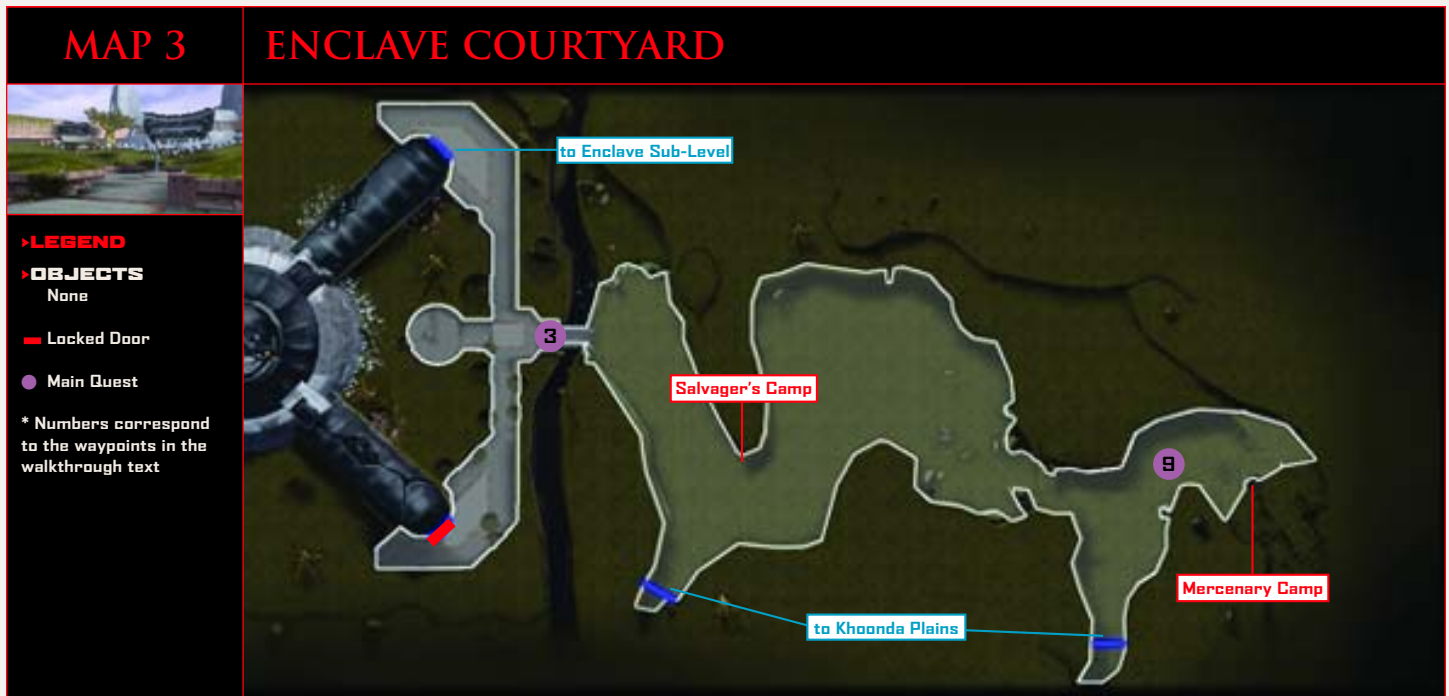 MAP 3
ENCLAVE COURTYARD
LEGEND
OBJECTS
None
Locked Door
Main Quest
* Numbers correspond
to the waypoints in the
walkthrough text
to Enclave Sub-Level
3
Salvager's Camp
9
Mercenary Camp
to Khoonda Plains